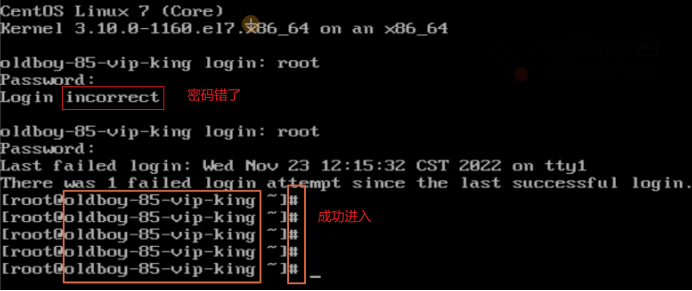 CentOS Linux 7 (Core)
Kernel 3.10.0-1160.el7.x86_64 on an x86_64
oldboy-85-vip-king login: root
Password:
Login incorrect 密码错了
oldboy-85-vip-king login: root
Password:
Last failed login: Wed Nov 23 12:15:32 CST 2022 on tty1
There was 1 failed login attempt since the last successful login.
[root@oldboy-85-vip-king ~]#
[root@oldboy-85-vip-king ~]# 成功进入
[root@oldboy-85-vip-king ~]#
[root@oldboy-85-vip-king ~]#
[root@oldboy-85-vip-king ~]# _